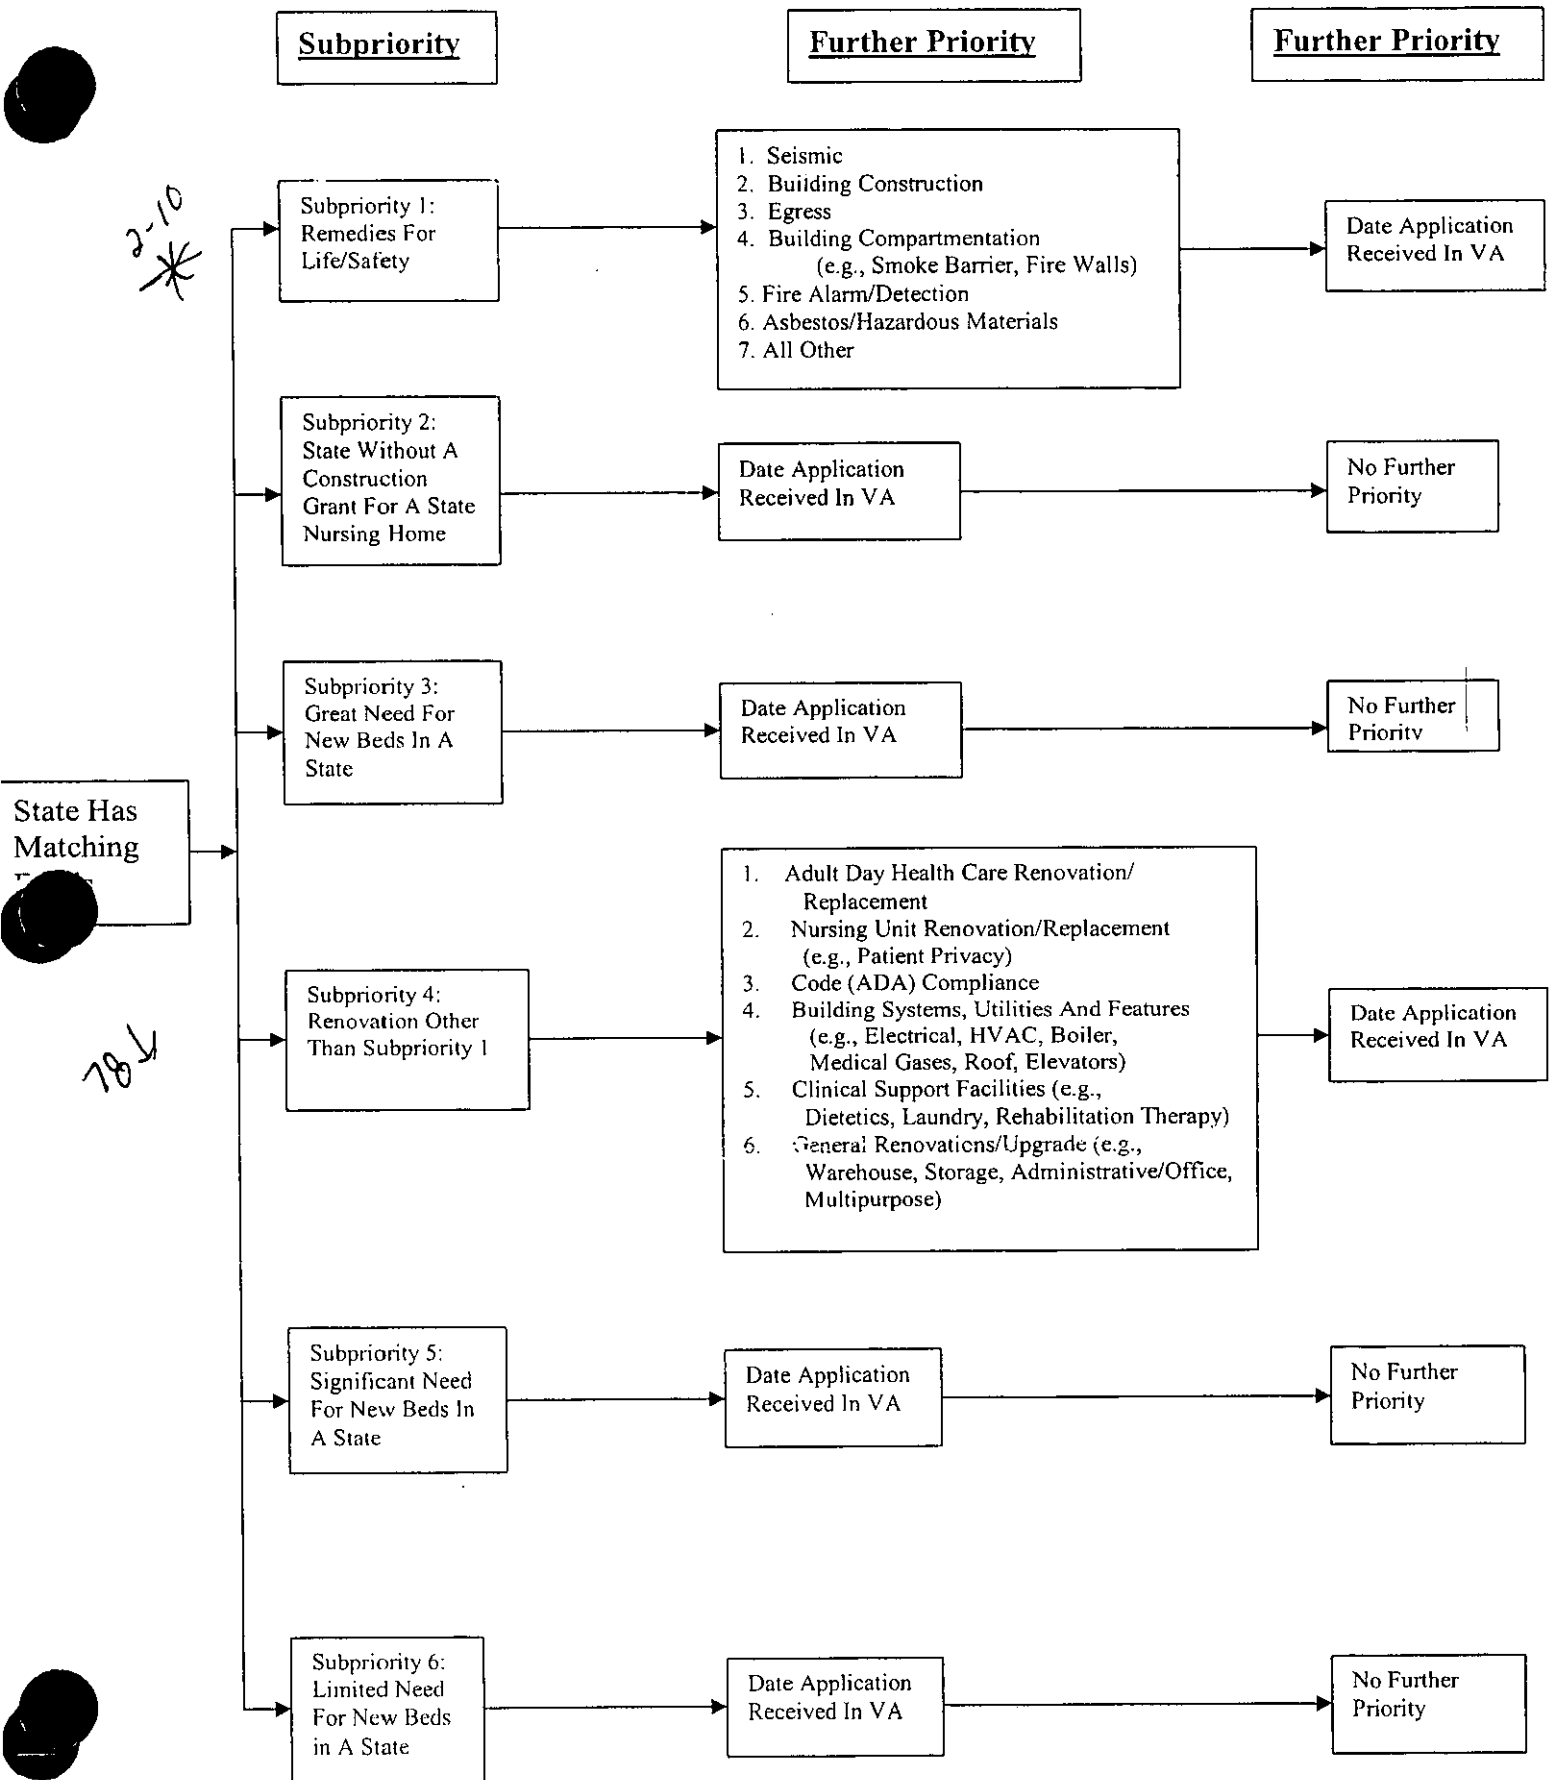 Subpriority
Further Priority
Further Priority
2-10
Subpriority 1:
Remedies For
Life/Safety
1. Seismic
2. Building Construction
3. Egress
4. Building Compartmentation
(e.g., Smoke Barrier, Fire Walls)
5. Fire Alarm/Detection
6. Asbestos/Hazardous Materials
7. All Other
Date Application
Received In VA
Subpriority 2:
State Without A
Construction
Grant For A State
Nursing Home
Date Application
Received In VA
No Further
Priority
Subpriority 3:
Great Need For
New Beds In A
State
Date Application
Received In VA
No Further
Priority
State Has
Matching
78
Subpriority 4:
Renovation Other
Than Subpriority 1
1. Adult Day Health Care Renovation/
Replacement
2. Nursing Unit Renovation/Replacement
(e.g., Patient Privacy)
3. Code (ADA) Compliance
4. Building Systems, Utilities And Features
(e.g., Electrical, HVAC, Boiler,
Medical Gases, Roof, Elevators)
5. Clinical Support Facilities (e.g.,
Dietetics, Laundry, Rehabilitation Therapy)
6. General Renovations/Upgrade (e.g.,
Warehouse, Storage, Administrative/Office,
Multipurpose)
Date Application
Received In VA
Subpriority 5:
Significant Need
For New Beds In
A State
Date Application
Received In VA
No Further
Priority
Subpriority 6:
Limited Need
For New Beds
in A State
Date Application
Received In VA
No Further
Priority